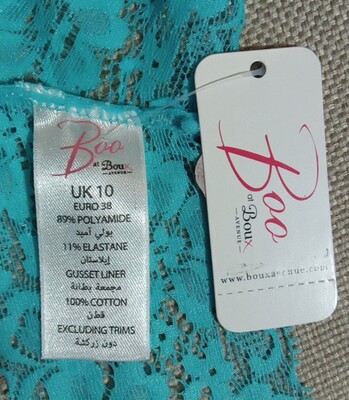 Boo
at Boux
AVENUE
UK 10
EURO 38
89% POLYAMIDE
بولي أميد
11% ELASTANE
إيلاستان
GUSSET LINER
مجمعة بطانة
100% COTTON
قطن
EXCLUDING TRIMS
دون زركشة
Boo
at Boux
AVENUE
www.bouxavenue.com